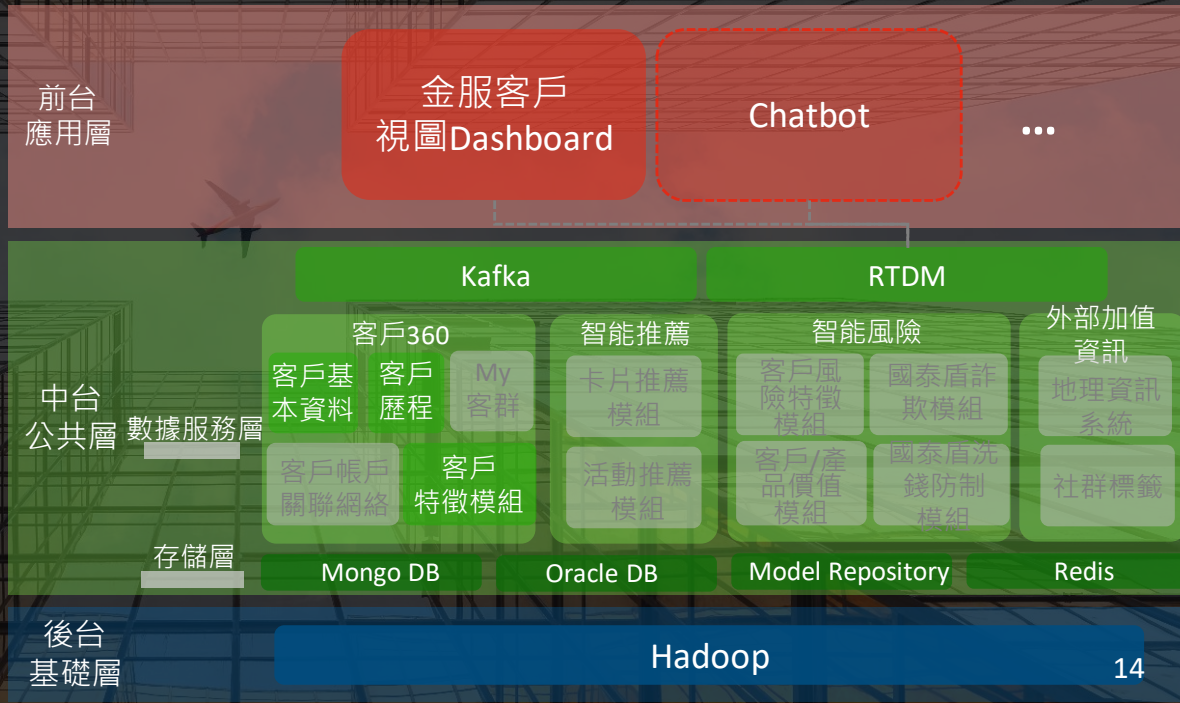 前台
應用層
金服客戶
視圖Dashboard
Chatbot
...
Kafka
RTDM
中台
公共層
數據服務層
客戶360
客戶基
本資料
客戶
歷程
My
客群
客戶帳戶
關聯網絡
客戶
特徵模組
智能推薦
卡片推薦
模組
活動推薦
模組
智能風險
客戶風
險特徵
模組
國泰盾詐
欺模組
客戶/產
品價值
模組
國泰盾洗
錢防制
模組
外部加值
資訊
地理資訊
系統
社群標籤
存儲層
Mongo DB
Oracle DB
Model Repository
Redis
後台
基礎層
Hadoop
14